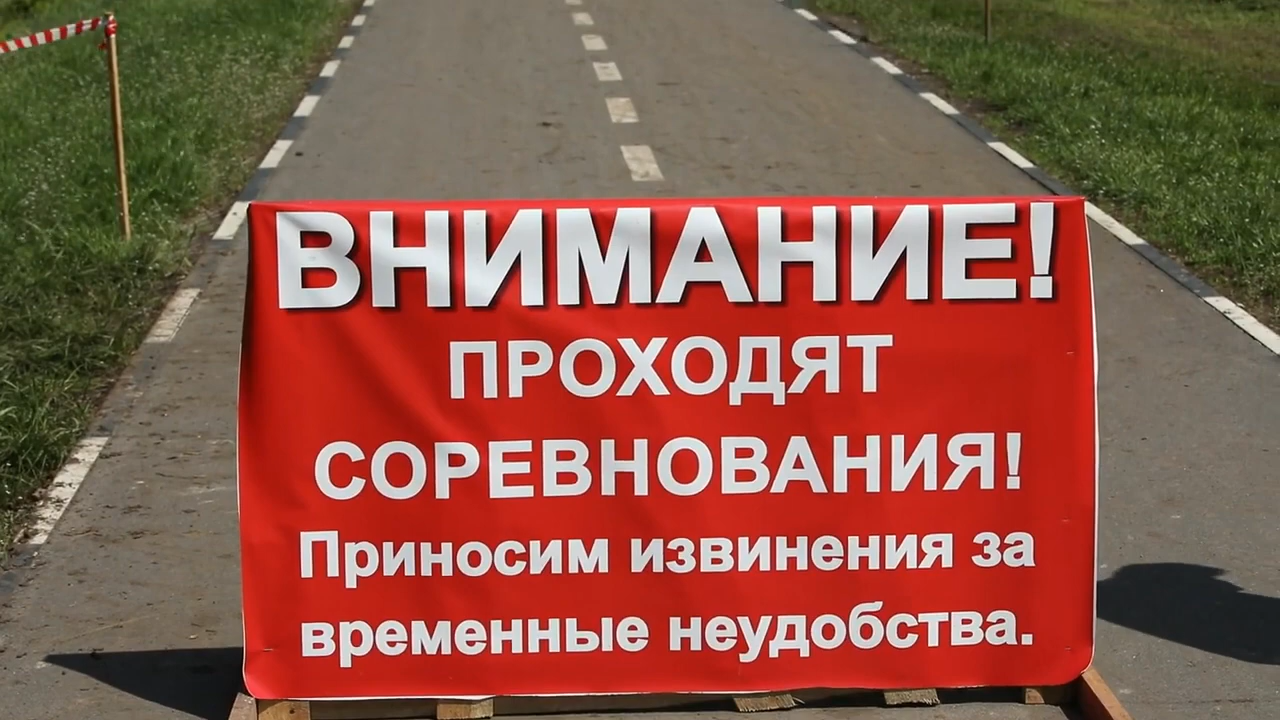 ВНИМАНИЕ!
ПРОХОДЯТ
СОРЕВНОВАНИЯ!
Приносим извинения за
временные неудобства.